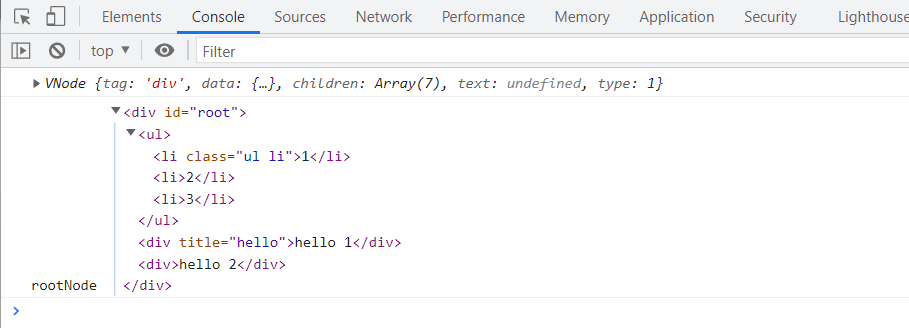 Elements Console Sources Network Performance Memory Application Security Lighthouse
top ▼ Filter
▶ VNode {tag: 'div', data: {…}, children: Array(7), text: undefined, type: 1}
▼<div id="root">
▼<ul>
<li class="ul li">1</li>
<li>2</li>
<li>3</li>
</ul>
<div title="hello">hello 1</div>
<div>hello 2</div>
rootNode </div>
>